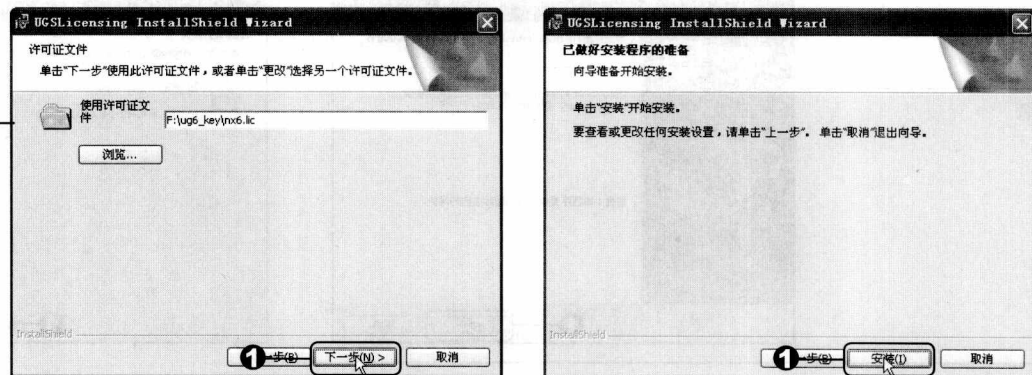 UGSLicensing InstallShield Wizard
许可证文件
单击"下一步"使用此许可证文件，或者单击"更改"选择另一个许可证文件。
使用许可证文
件
F:\ug6_key\nx6.lic
浏览...
InstallShield
1
步(B)
下一步(N) >
取消
UGSLicensing InstallShield Wizard
已做好安装程序的准备
向导准备开始安装。
单击"安装"开始安装。
要查看或更改任何安装设置，请单击"上一步"。单击"取消"退出向导。
InstallShield
1
步(B)
安装(I)
取消